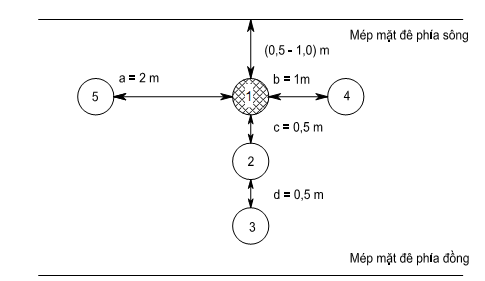 Mép mặt đê phía sông
(0,5 - 1,0) m
a = 2 m
b = 1m
5
1
4
c = 0,5 m
2
d = 0,5 m
3
Mép mặt đê phía đồng